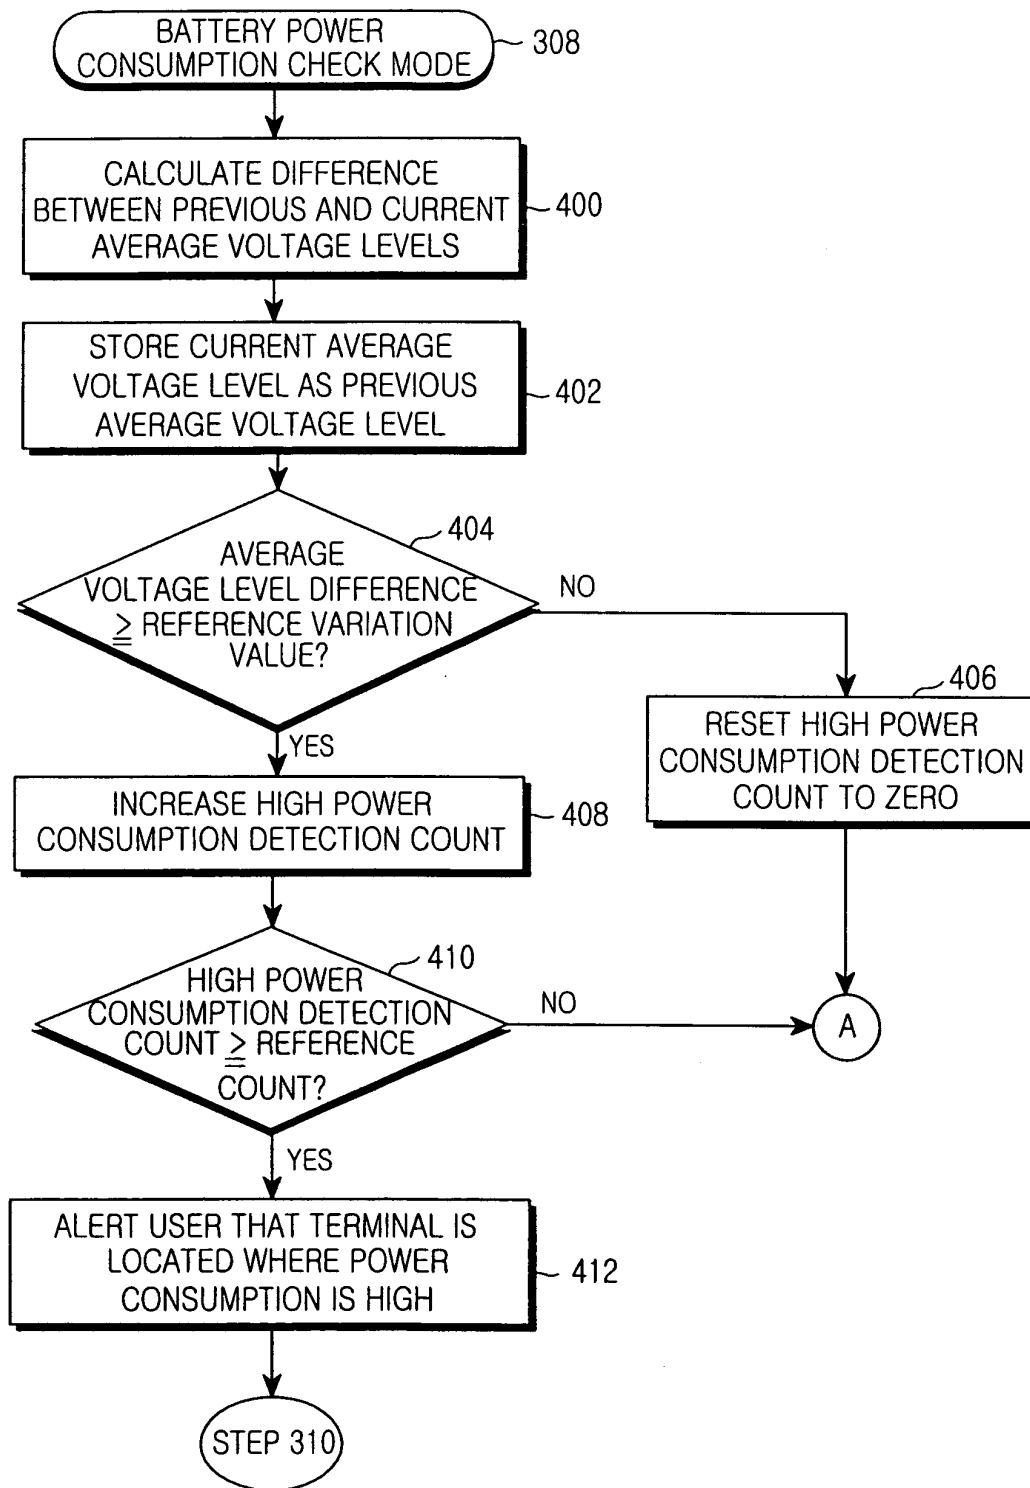 BATTERY POWER
CONSUMPTION CHECK MODE
308
CALCULATE DIFFERENCE
BETWEEN PREVIOUS AND CURRENT
AVERAGE VOLTAGE LEVELS
400
STORE CURRENT AVERAGE
VOLTAGE LEVEL AS PREVIOUS
AVERAGE VOLTAGE LEVEL
402
404
AVERAGE
VOLTAGE LEVEL DIFFERENCE
≧ REFERENCE VARIATION
VALUE?
NO
YES
406
RESET HIGH POWER
CONSUMPTION DETECTION
COUNT TO ZERO
INCREASE HIGH POWER
CONSUMPTION DETECTION COUNT
408
410
HIGH POWER
CONSUMPTION DETECTION
COUNT ≧ REFERENCE
COUNT?
NO
A
YES
ALERT USER THAT TERMINAL IS
LOCATED WHERE POWER
CONSUMPTION IS HIGH
412
STEP 310